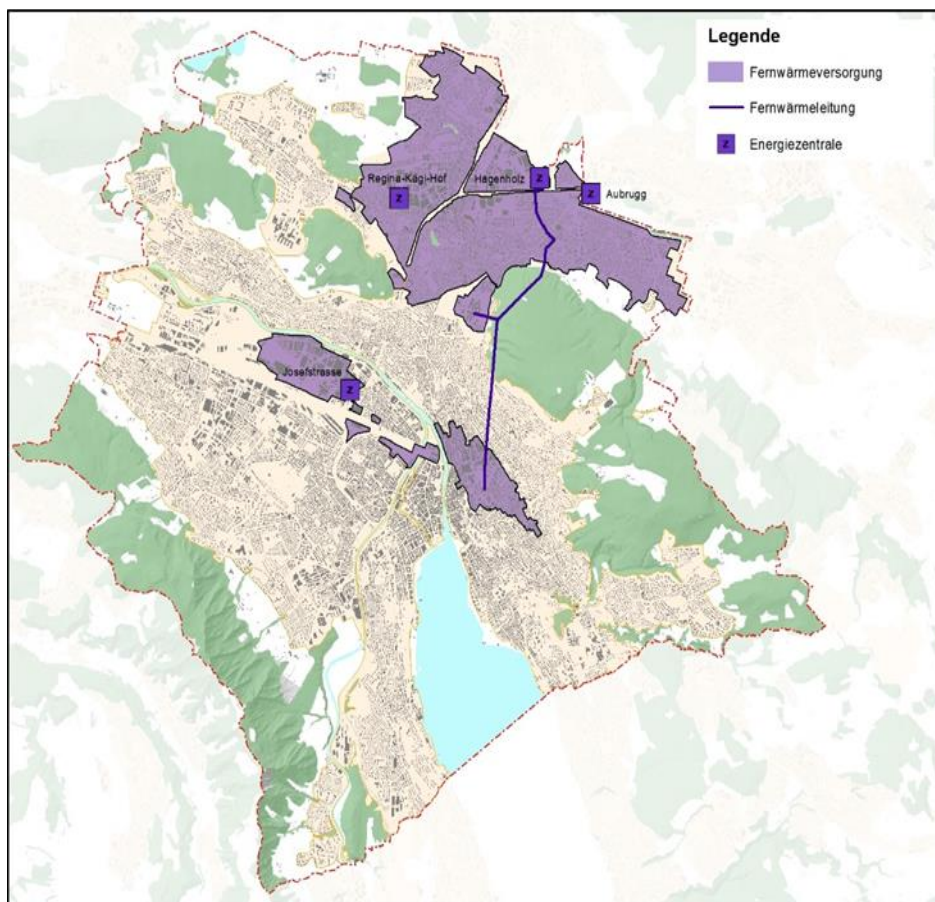 Legende
Fernwärmeversorgung
Fernwärmeleitung
z Energiezentrale
Regina-Kägi-Hof
z
Hagenholz
z
z
Aubrugg
Josefstrasse
z